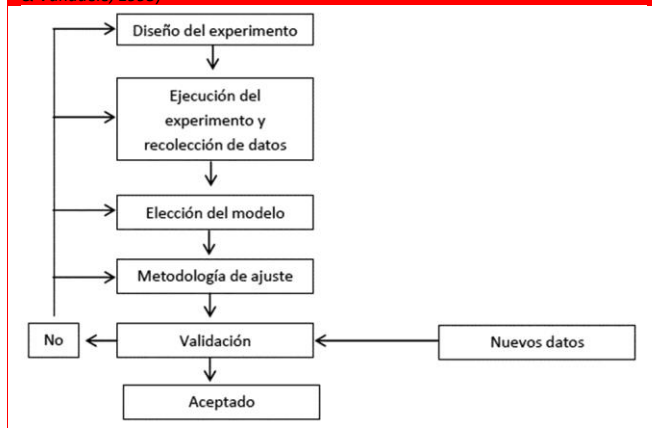 Diseño del experimento
Ejecución del
experimento y
recolección de datos
Elección del modelo
Metodología de ajuste
No
Validación
Nuevos datos
Aceptado